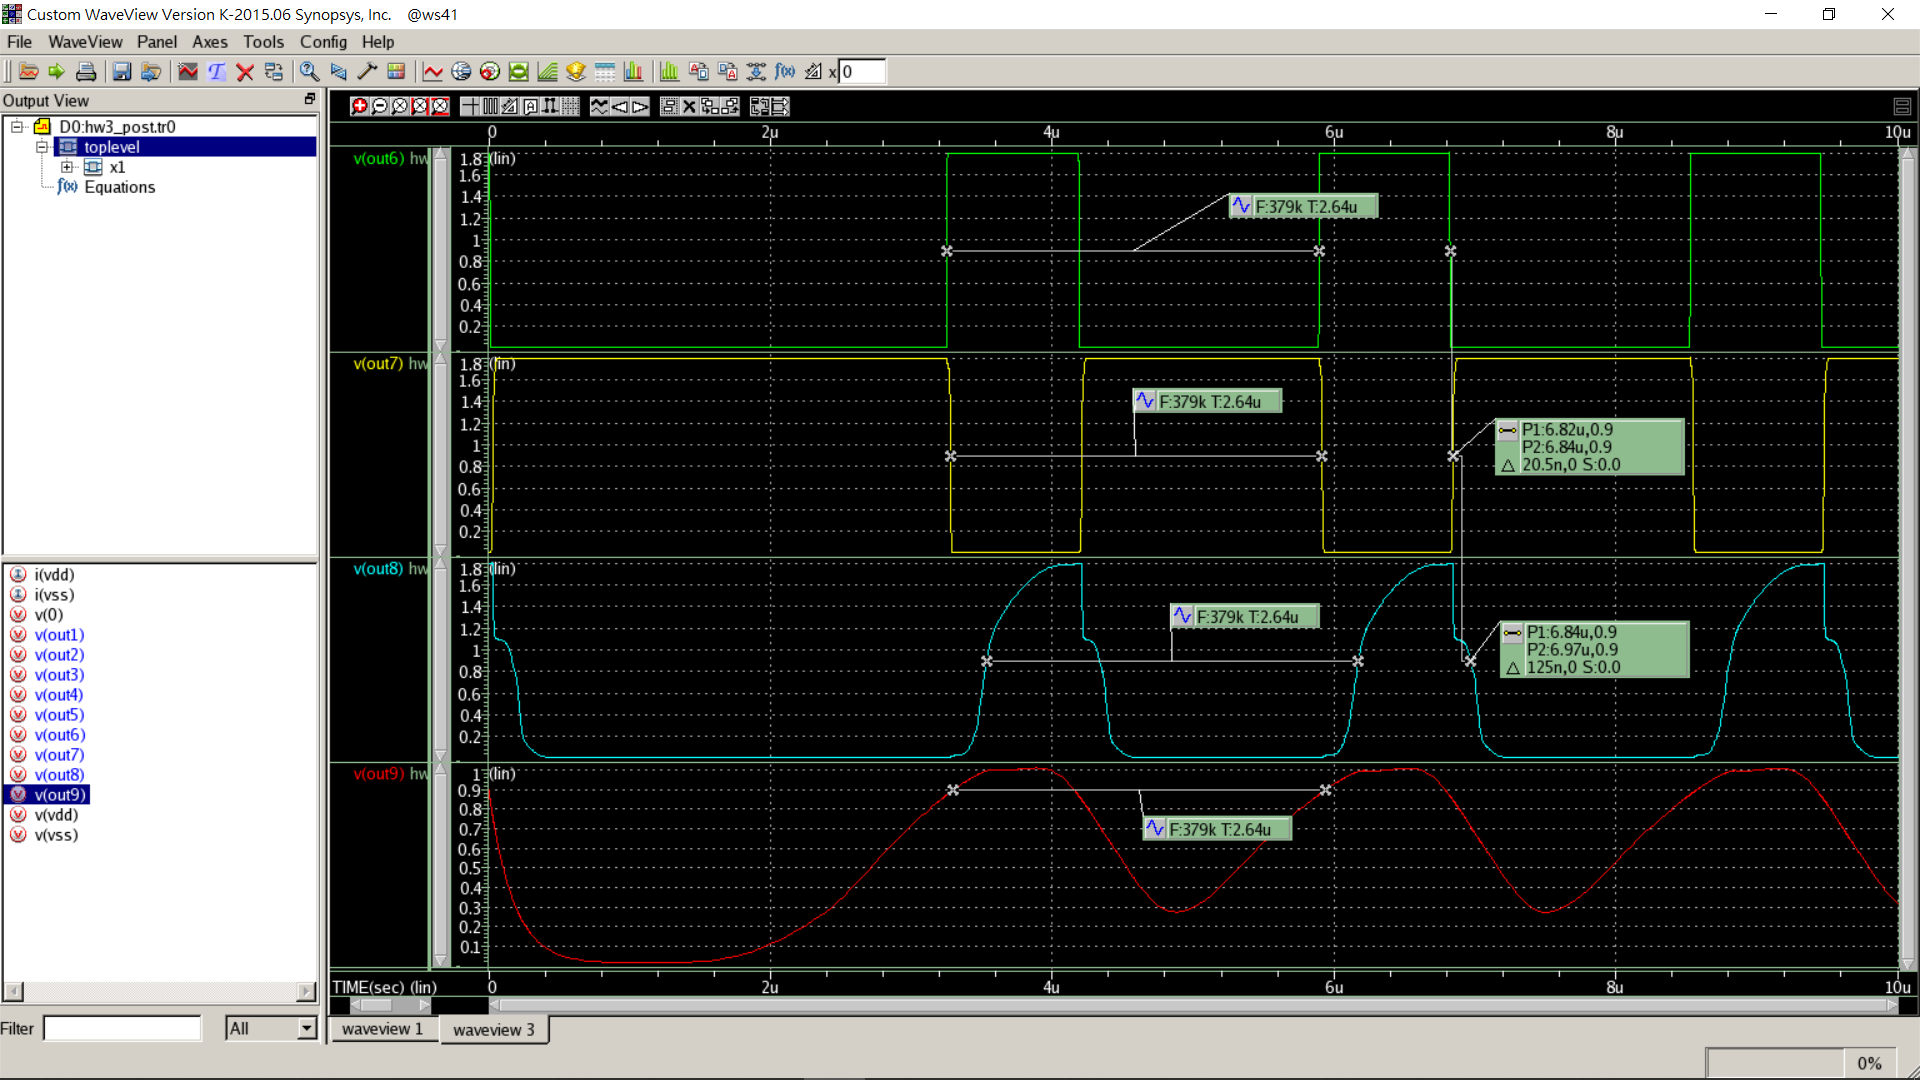 Custom WaveView Version K-2015.06 Synopsys, Inc.    @ws41
File WaveView Panel Axes Tools Config Help
x 0
Output View
D0:hw3_post.tr0
toplevel
x1
f(x) Equations
i(vdd)
i(vss)
v(0)
v(out1)
v(out2)
v(out3)
v(out4)
v(out5)
v(out6)
v(out7)
v(out8)
v(out9)
v(vdd)
v(vss)
Filter
All
0 2u 4u 6u 8u 10u
v(out6) hw
1.8 (lin)
1.6
1.4
1.2
1
0.8
0.6
0.4
0.2
F:379k T:2.64u
v(out7) hw
1.8 (lin)
1.6
1.4
1.2
1
0.8
0.6
0.4
0.2
F:379k T:2.64u
P1:6.82u,0.9
P2:6.84u,0.9
△ 20.5n,0 S:0.0
v(out8) hw
1.8 (lin)
1.6
1.4
1.2
1
0.8
0.6
0.4
0.2
F:379k T:2.64u
P1:6.84u,0.9
P2:6.97u,0.9
△ 125n,0 S:0.0
v(out9) hw
1 (lin)
0.9
0.8
0.7
0.6
0.5
0.4
0.3
0.2
0.1
F:379k T:2.64u
TIME(sec) (lin) 0 2u 4u 6u 8u 10u
waveview 1 waveview 3
0%